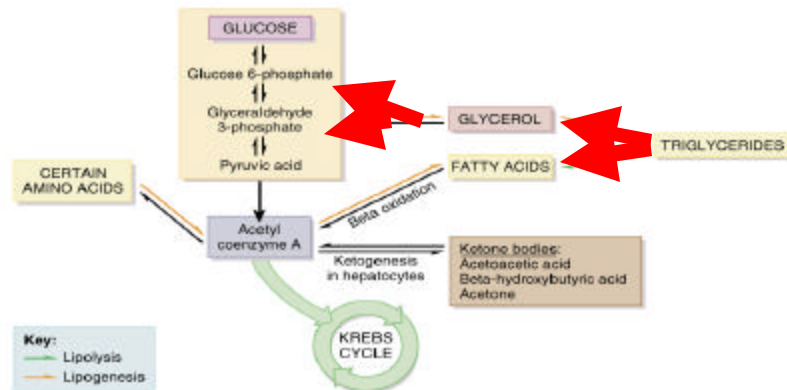 GLUCOSE
Glucose 6-phosphate
Glyceraldehyde
3-phosphate
Pyruvic acid
GLYCEROL
TRIGLYCERIDES
FATTY ACIDS
CERTAIN
AMINO ACIDS
Beta oxidation
Acetyl
coenzyme A
Ketogenesis
in hepatocytes
Ketone bodies:
Acetoacetic acid
Beta-hydroxybutyric acid
Acetone
KREBS
CYCLE
Key:
Lipolysis
Lipogenesis